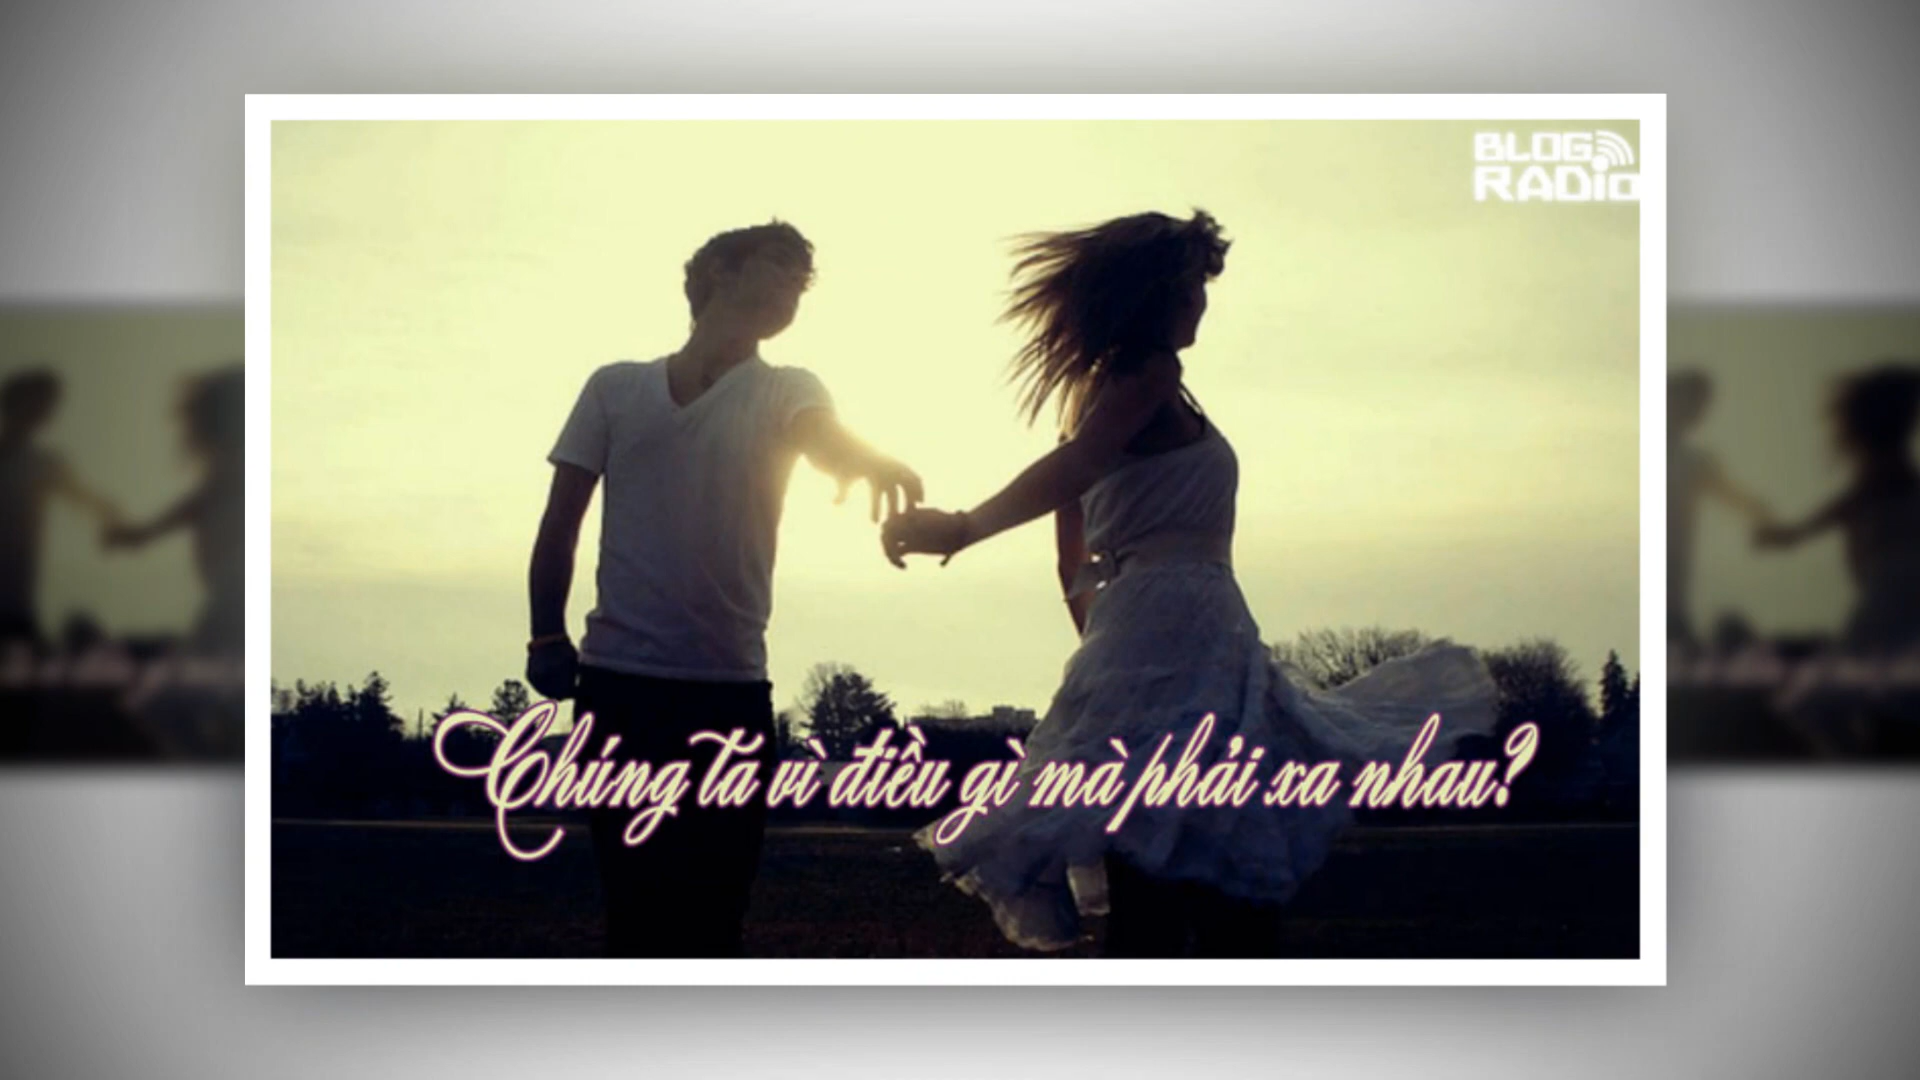 BLOG
RADIO
Chúng ta vì điều gì mà phải xa nhau?